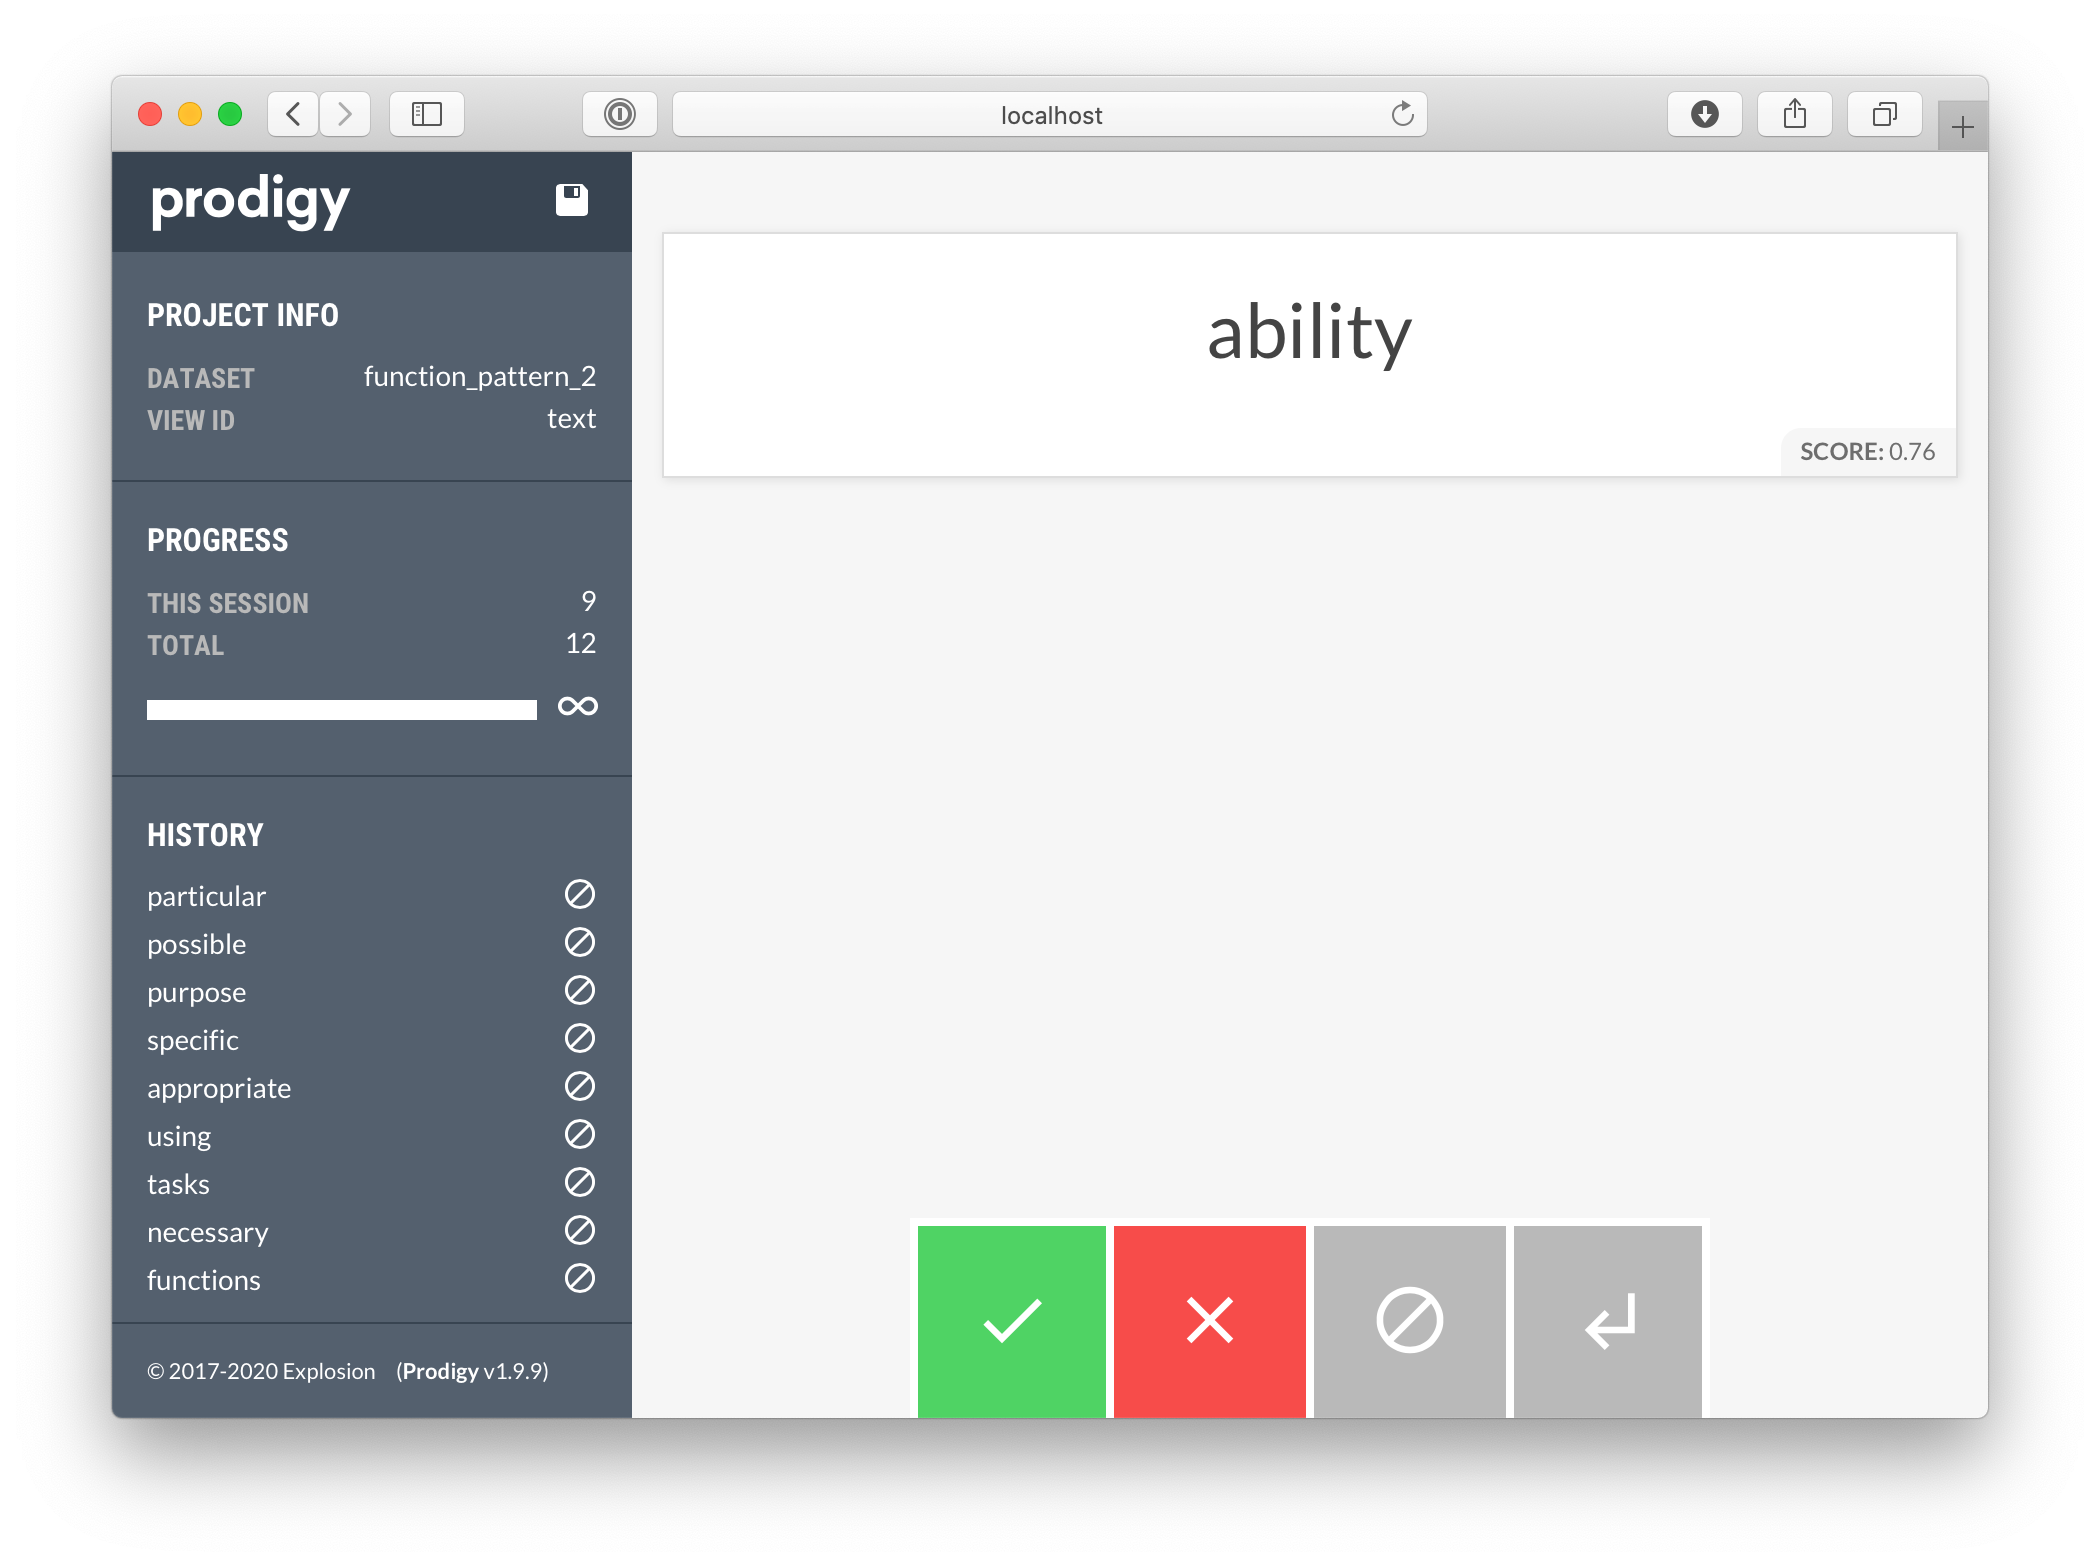 localhost
prodigy
PROJECT INFO
DATASET function_pattern_2
VIEW ID text
PROGRESS
THIS SESSION 9
TOTAL 12
∞
HISTORY
particular
possible
purpose
specific
appropriate
using
tasks
necessary
functions
© 2017-2020 Explosion (Prodigy v1.9.9)
ability
SCORE: 0.76